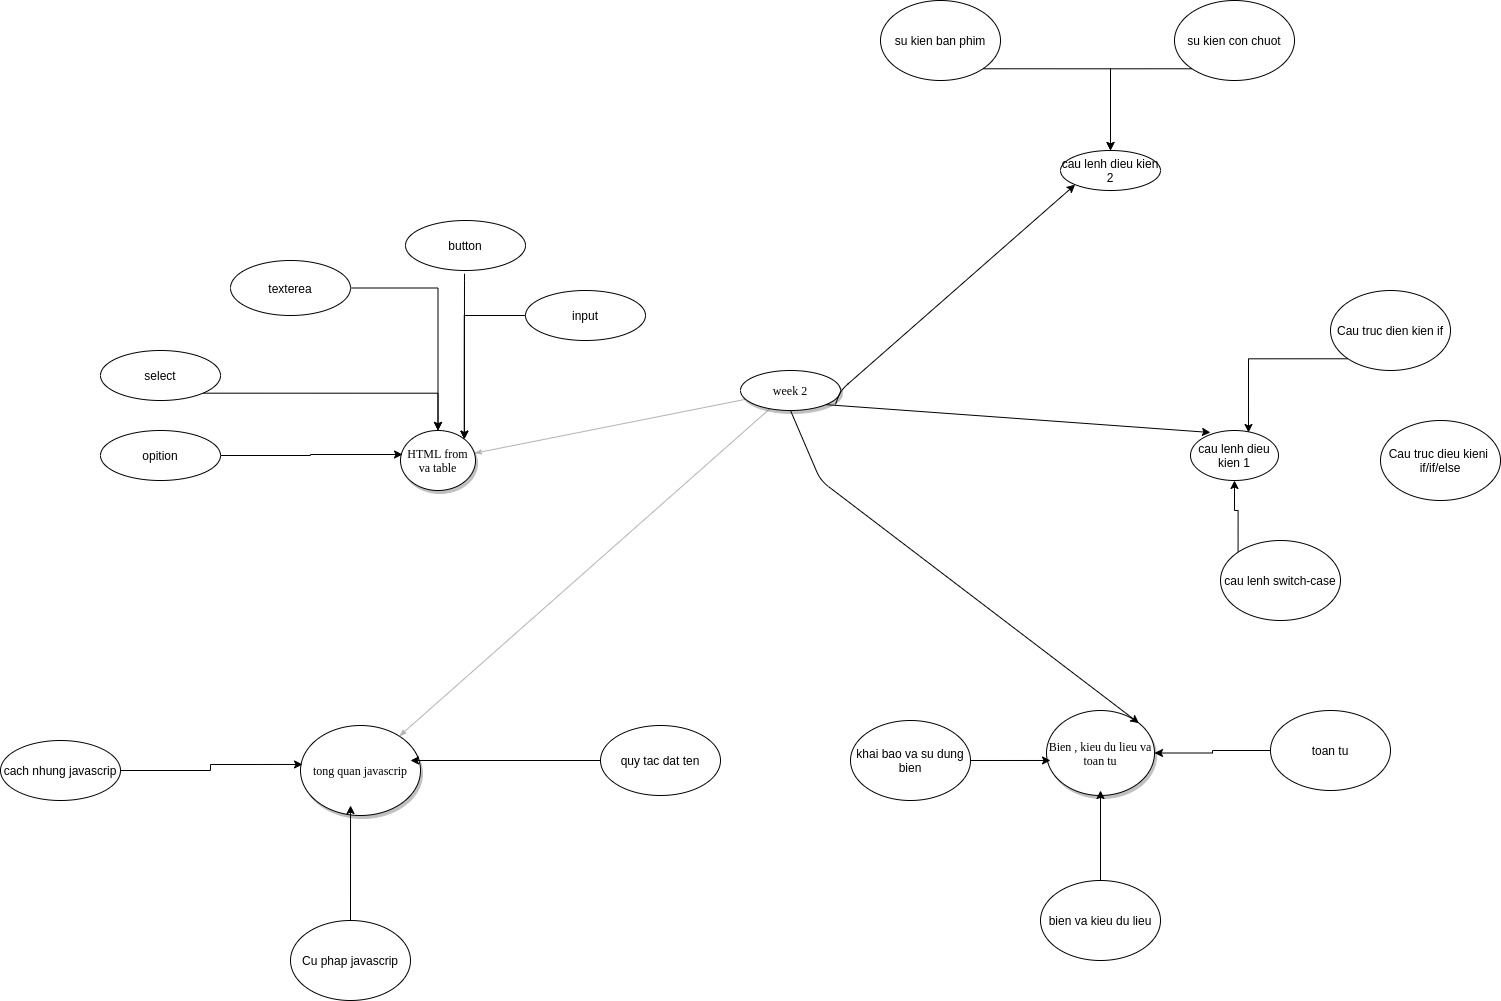 su kien ban phim
su kien con chuot
cau lenh dieu kien
2
button
texterea
input
select
opition
HTML from
va table
week 2
Cau truc dien kien if
cau lenh dieu
kien 1
Cau truc dieu kieni
if/if/else
cau lenh switch-case
cach nhung javascrip
tong quan javascrip
quy tac dat ten
Cu phap javascrip
khai bao va su dung
bien
Bien , kieu du lieu va
toan tu
toan tu
bien va kieu du lieu